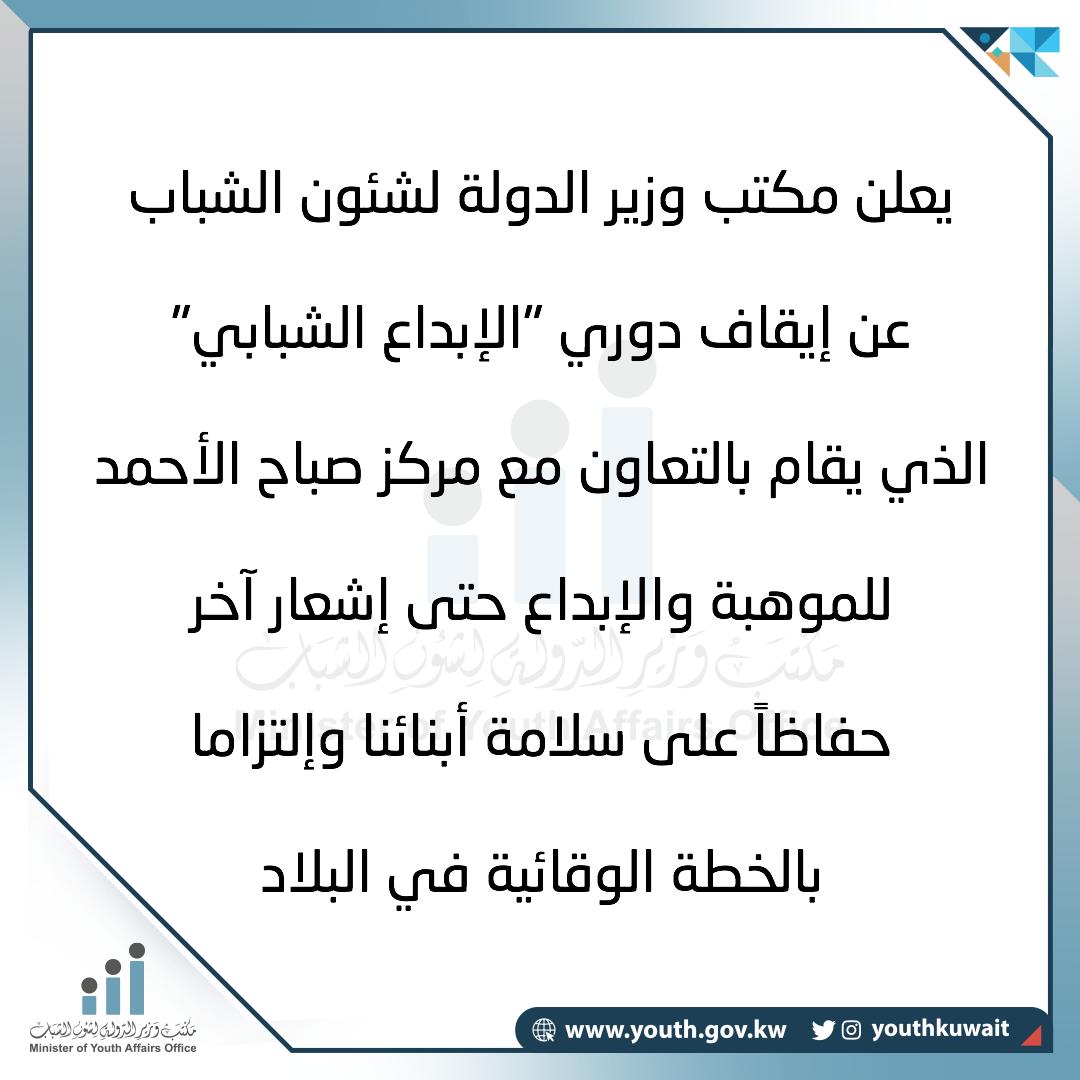 يعلن مكتب وزير الدولة لشئون الشباب
عن إيقاف دوري "الإبداع الشبابي"
الذي يقام بالتعاون مع مركز صباح الأحمد
للموهبة والإبداع حتى إشعار آخر
مكتب وزير الدولة لشئون الشباب
Minister of Youth Affairs Office
حفاظاً على سلامة أبنائنا وإلتزاما
بالخطة الوقائية في البلاد
مكتب وزير الدولة لشئون الشباب
Minister of Youth Affairs Office
www.youth.gov.kw youthkuwait